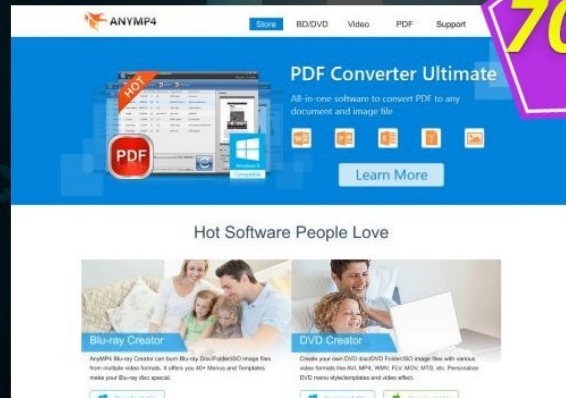 ANYMP4
Store BD/DVD Video PDF Support
70
PDF Converter Ultimate
All-in-one software to convert PDF to any
document and image file
HOT
PDF
Windows 8
Compatible
Learn More
Hot Software People Love
Blu-ray Creator
AnyMP4 Blu-ray Creator can burn Blu-ray Disc/Folder/ISO image files
from multiple video formats. It offers you 40+ Menus and Templates
make your Blu-ray disc special.
DVD Creator
Create your own DVD disc/DVD Folder/ISO image files with various
video formats like AVI, MP4, WMV, FLV, MOV, MTS, etc. Personalize
DVD menu style/templates and video effect.